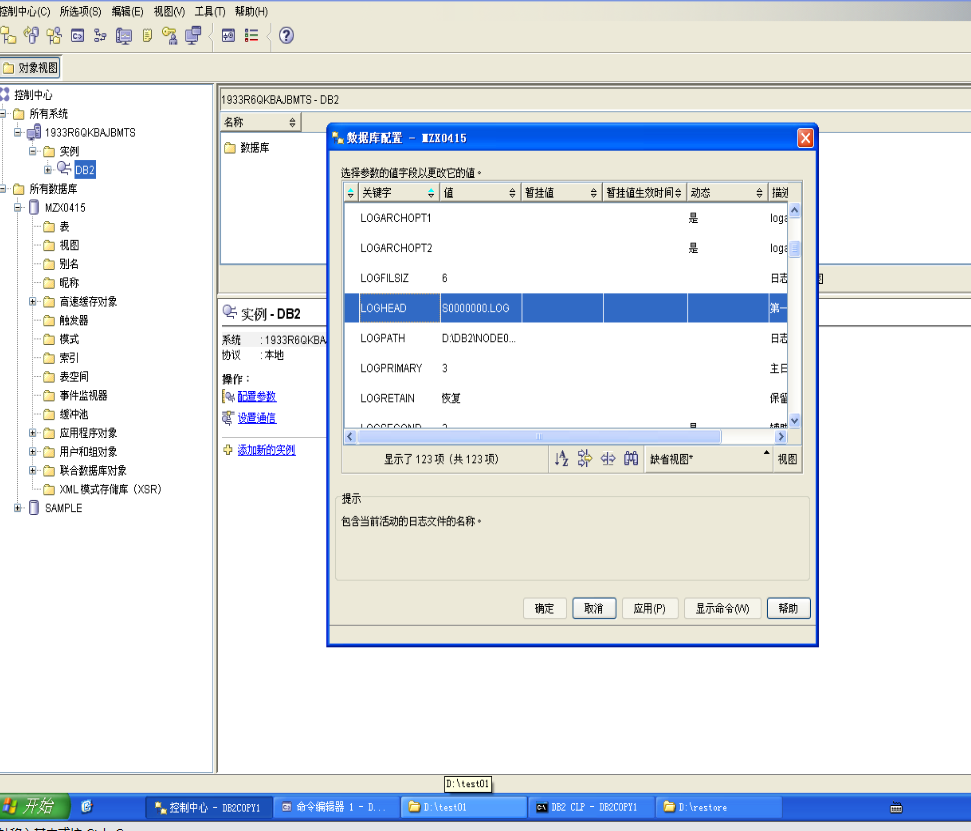 控制中心(C) 所选项(S) 编辑(E) 视图(V) 工具(T) 帮助(H)
对象视图
控制中心
所有系统
1933R6QKBAJBMTS
实例
DB2
所有数据库
MZX0415
表
视图
别名
昵称
高速缓存对象
触发器
模式
索引
表空间
事件监视器
缓冲池
应用程序对象
用户和组对象
联合数据库对象
XML 模式存储库（XSR）
SAMPLE
1933R6QKBAJBMTS - DB2
名称
数据库
实例 - DB2
系统 :1933R6QKBA
协议 :本地
操作：
配置参数
设置通信
添加新的实例
数据库配置 - MZX0415
选择参数的值字段以更改它的值。
关键字 值 暂挂值 暂挂值生效时间 动态 描述
LOGARCHOPT1 是 loga
LOGARCHOPT2 是 loga
LOGFILSIZ 6 日志
LOGHEAD S0000000.LOG 第一
LOGPATH D:\DB2\NODE0... 日志
LOGPRIMARY 3 主日
LOGRETAIN 恢复 保留
LOGSECOND 2 是 辅助
显示了 123 项（共 123 项） 缺省视图* 视图
提示
包含当前活动的日志文件的名称。
确定 取消 应用(P) 显示命令(W) 帮助
D:\test01
开始 控制中心 - DB2COPY1 命令编辑器 1 - D... D:\test01 DB2 CLP - DB2COPY1 D:\restore